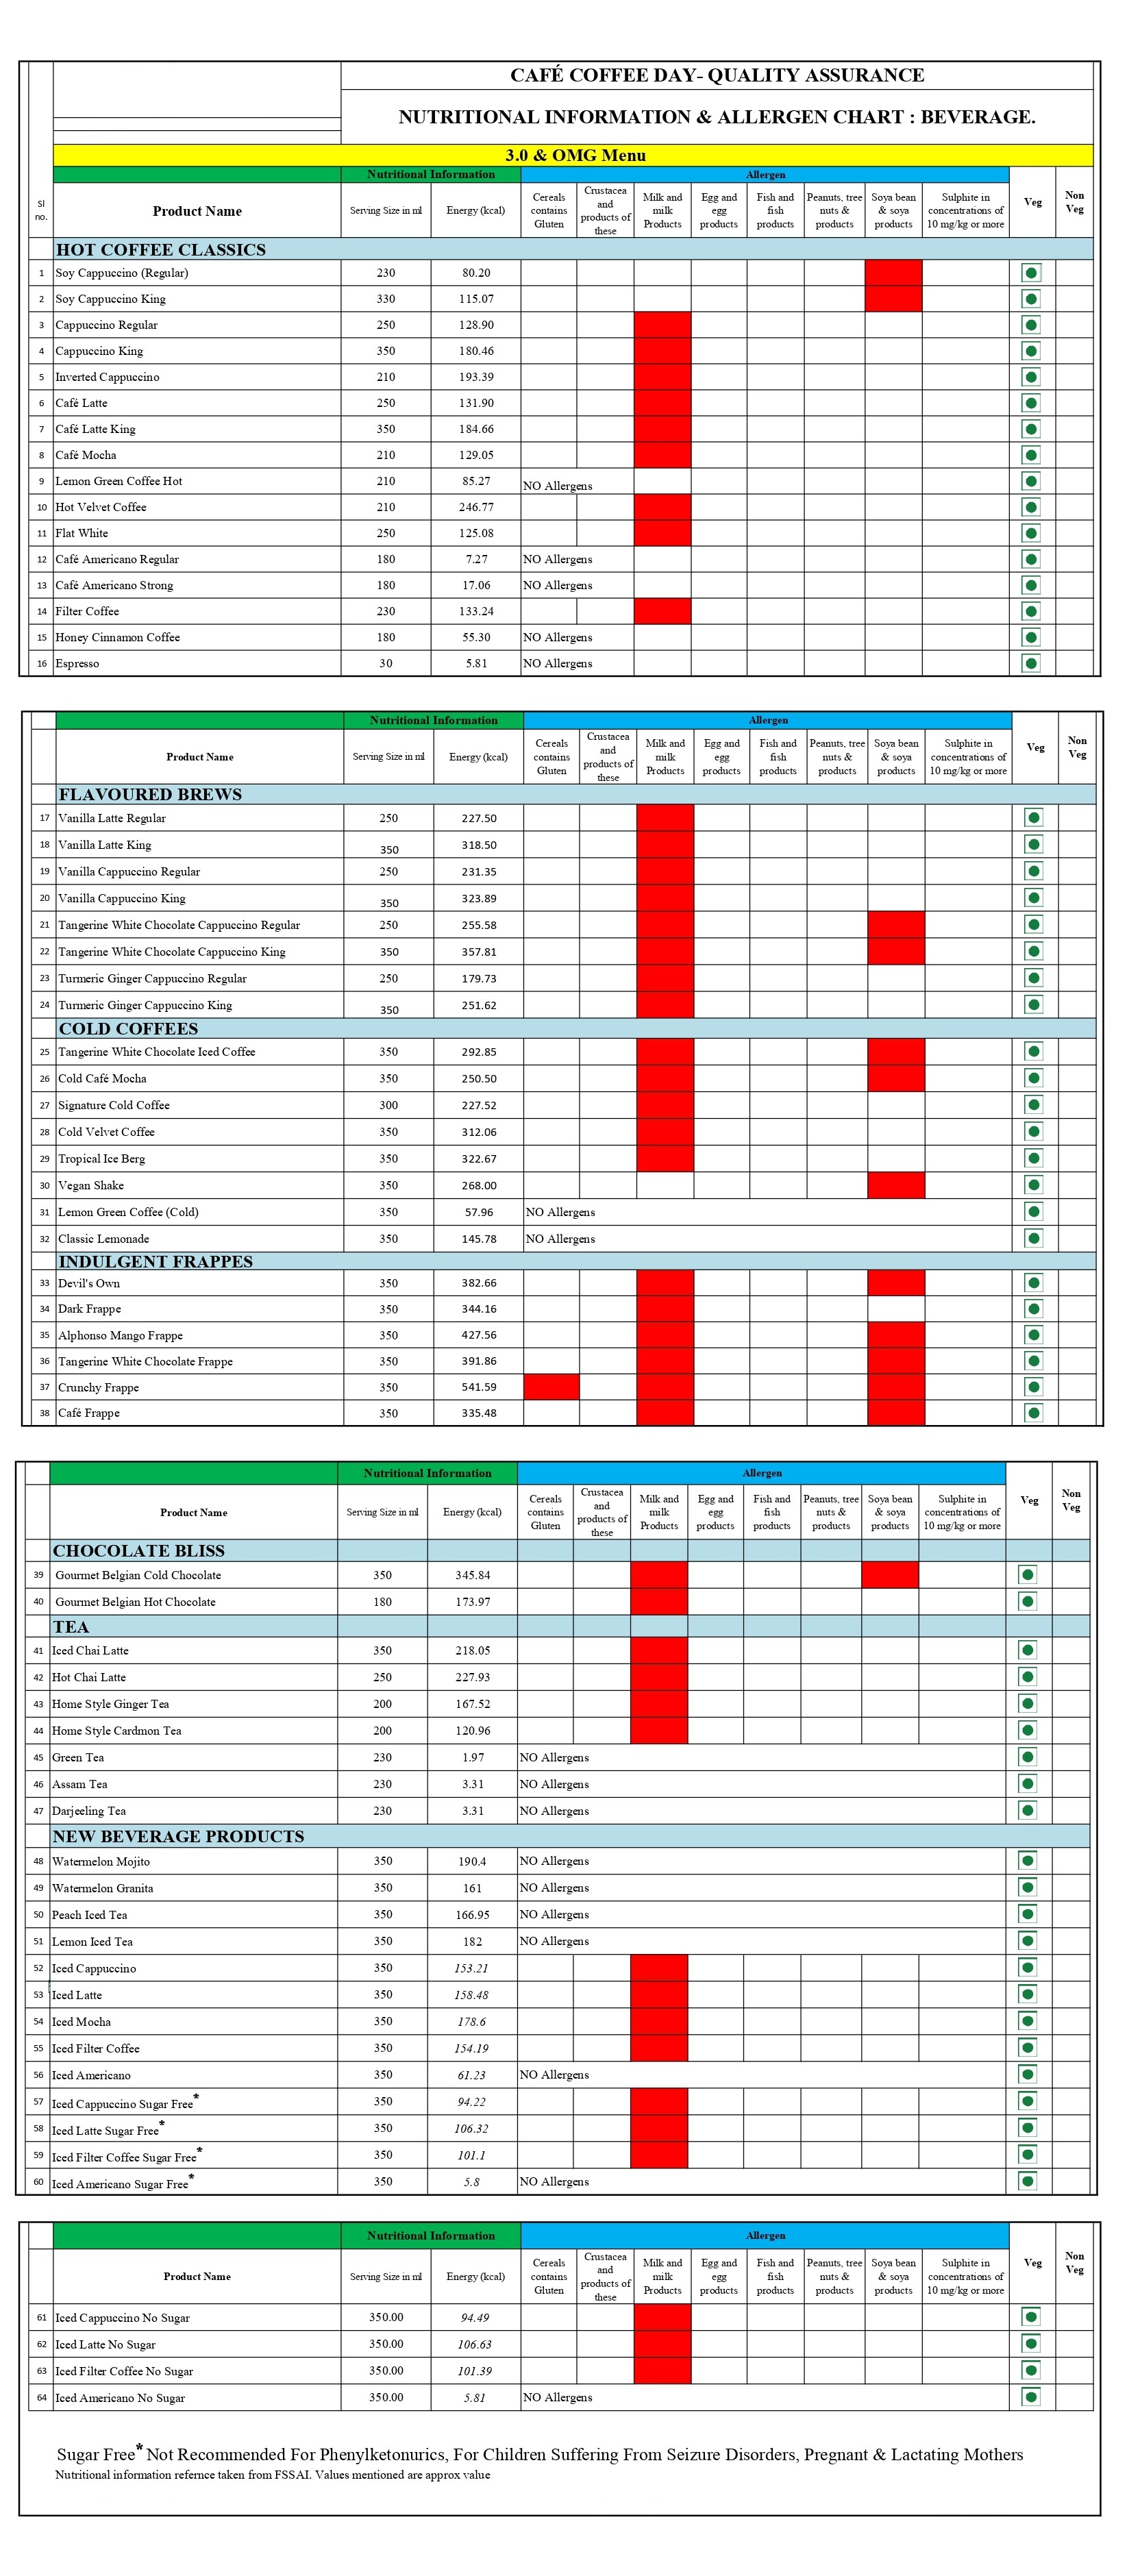 CAFÉ COFFEE DAY- QUALITY ASSURANCE
NUTRITIONAL INFORMATION & ALLERGEN CHART : BEVERAGE.
3.0 & OMG Menu
Nutritional Information Allergen
Sl no. Product Name Serving Size in ml Energy (kcal) Cereals contains Gluten Crustacea and products of these Milk and milk Products Egg and egg products Fish and fish products Peanuts, tree nuts & products Soya bean & soya products Sulphite in concentrations of 10 mg/kg or more Veg Non Veg
HOT COFFEE CLASSICS
1 Soy Cappuccino (Regular) 230 80.20
2 Soy Cappuccino King 330 115.07
3 Cappuccino Regular 250 128.90
4 Cappuccino King 350 180.46
5 Inverted Cappuccino 210 193.39
6 Café Latte 250 131.90
7 Café Latte King 350 184.66
8 Café Mocha 210 129.05
9 Lemon Green Coffee Hot 210 85.27 NO Allergens
10 Hot Velvet Coffee 210 246.77
11 Flat White 250 125.08
12 Café Americano Regular 180 7.27 NO Allergens
13 Café Americano Strong 180 17.06 NO Allergens
14 Filter Coffee 230 133.24
15 Honey Cinnamon Coffee 180 55.30 NO Allergens
16 Espresso 30 5.81 NO Allergens
Nutritional Information Allergen
Product Name Serving Size in ml Energy (kcal) Cereals contains Gluten Crustacea and products of these Milk and milk Products Egg and egg products Fish and fish products Peanuts, tree nuts & products Soya bean & soya products Sulphite in concentrations of 10 mg/kg or more Veg Non Veg
FLAVOURED BREWS
17 Vanilla Latte Regular 250 227.50
18 Vanilla Latte King 350 318.50
19 Vanilla Cappuccino Regular 250 231.35
20 Vanilla Cappuccino King 350 323.89
21 Tangerine White Chocolate Cappuccino Regular 250 255.58
22 Tangerine White Chocolate Cappuccino King 350 357.81
23 Turmeric Ginger Cappuccino Regular 250 179.73
24 Turmeric Ginger Cappuccino King 350 251.62
COLD COFFEES
25 Tangerine White Chocolate Iced Coffee 350 292.85
26 Cold Café Mocha 350 250.50
27 Signature Cold Coffee 300 227.52
28 Cold Velvet Coffee 350 312.06
29 Tropical Ice Berg 350 322.67
30 Vegan Shake 350 268.00
31 Lemon Green Coffee (Cold) 350 57.96 NO Allergens
32 Classic Lemonade 350 145.78 NO Allergens
INDULGENT FRAPPES
33 Devil's Own 350 382.66
34 Dark Frappe 350 344.16
35 Alphonso Mango Frappe 350 427.56
36 Tangerine White Chocolate Frappe 350 391.86
37 Crunchy Frappe 350 541.59
38 Café Frappe 350 335.48
Nutritional Information Allergen
Product Name Serving Size in ml Energy (kcal) Cereals contains Gluten Crustacea and products of these Milk and milk Products Egg and egg products Fish and fish products Peanuts, tree nuts & products Soya bean & soya products Sulphite in concentrations of 10 mg/kg or more Veg Non Veg
CHOCOLATE BLISS
39 Gourmet Belgian Cold Chocolate 350 345.84
40 Gourmet Belgian Hot Chocolate 180 173.97
TEA
41 Iced Chai Latte 350 218.05
42 Hot Chai Latte 250 227.93
43 Home Style Ginger Tea 200 167.52
44 Home Style Cardmon Tea 200 120.96
45 Green Tea 230 1.97 NO Allergens
46 Assam Tea 230 3.31 NO Allergens
47 Darjeeling Tea 230 3.31 NO Allergens
NEW BEVERAGE PRODUCTS
48 Watermelon Mojito 350 190.4 NO Allergens
49 Watermelon Granita 350 161 NO Allergens
50 Peach Iced Tea 350 166.95 NO Allergens
51 Lemon Iced Tea 350 182 NO Allergens
52 Iced Cappuccino 350 153.21
53 Iced Latte 350 158.48
54 Iced Mocha 350 178.6
55 Iced Filter Coffee 350 154.19
56 Iced Americano 350 61.23 NO Allergens
57 Iced Cappuccino Sugar Free* 350 94.22
58 Iced Latte Sugar Free* 350 106.32
59 Iced Filter Coffee Sugar Free* 350 101.1
60 Iced Americano Sugar Free* 350 5.8 NO Allergens
Nutritional Information Allergen
Product Name Serving Size in ml Energy (kcal) Cereals contains Gluten Crustacea and products of these Milk and milk Products Egg and egg products Fish and fish products Peanuts, tree nuts & products Soya bean & soya products Sulphite in concentrations of 10 mg/kg or more Veg Non Veg
61 Iced Cappuccino No Sugar 350.00 94.49
62 Iced Latte No Sugar 350.00 106.63
63 Iced Filter Coffee No Sugar 350.00 101.39
64 Iced Americano No Sugar 350.00 5.81 NO Allergens
Sugar Free* Not Recommended For Phenylketonurics, For Children Suffering From Seizure Disorders, Pregnant & Lactating Mothers
Nutritional information refernce taken from FSSAI. Values mentioned are approx value